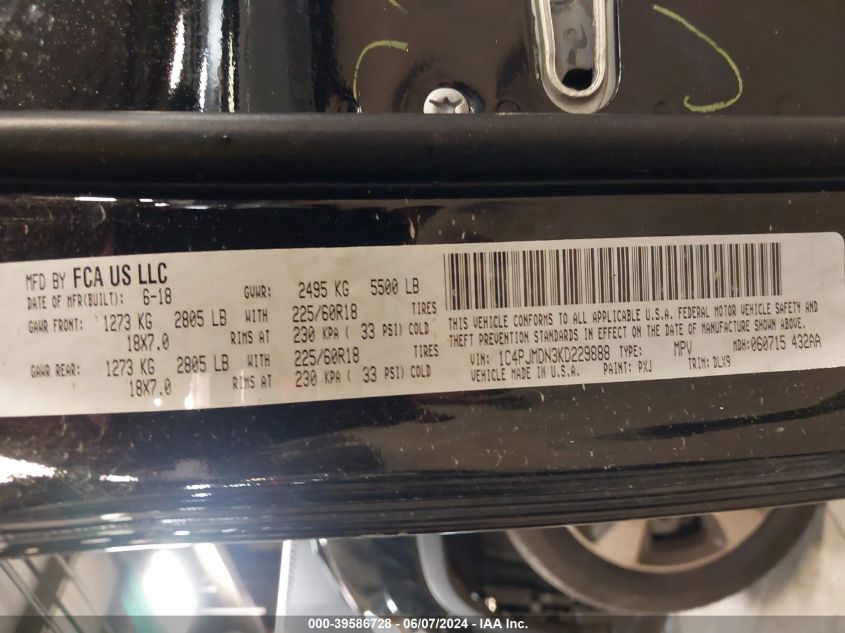 MFD BY FCA US LLC
DATE OF MFR(BUILT): 6-18 GVWR: 2495 KG 5500 LB
GAWR FRONT: 1273 KG 2805 LB WITH 225/60R18 TIRES
18X7.0 RIMS AT 230 KPA ( 33 PSI) COLD
GAWR REAR: 1273 KG 2805 LB WITH 225/60R18 TIRES
18X7.0 RIMS AT 230 KPA ( 33 PSI) COLD
THIS VEHICLE CONFORMS TO ALL APPLICABLE U.S.A. FEDERAL MOTOR VEHICLE SAFETY AND
THEFT PREVENTION STANDARDS IN EFFECT ON THE DATE OF MANUFACTURE SHOWN ABOVE.
VIN: 1C4PJMDN3KD229888 TYPE: MPV MDH:060715 432AA
VEHICLE MADE IN U.S.A. PAINT: PXJ TRIM:DLX9
000-39586728 - 06/07/2024 - IAA Inc.